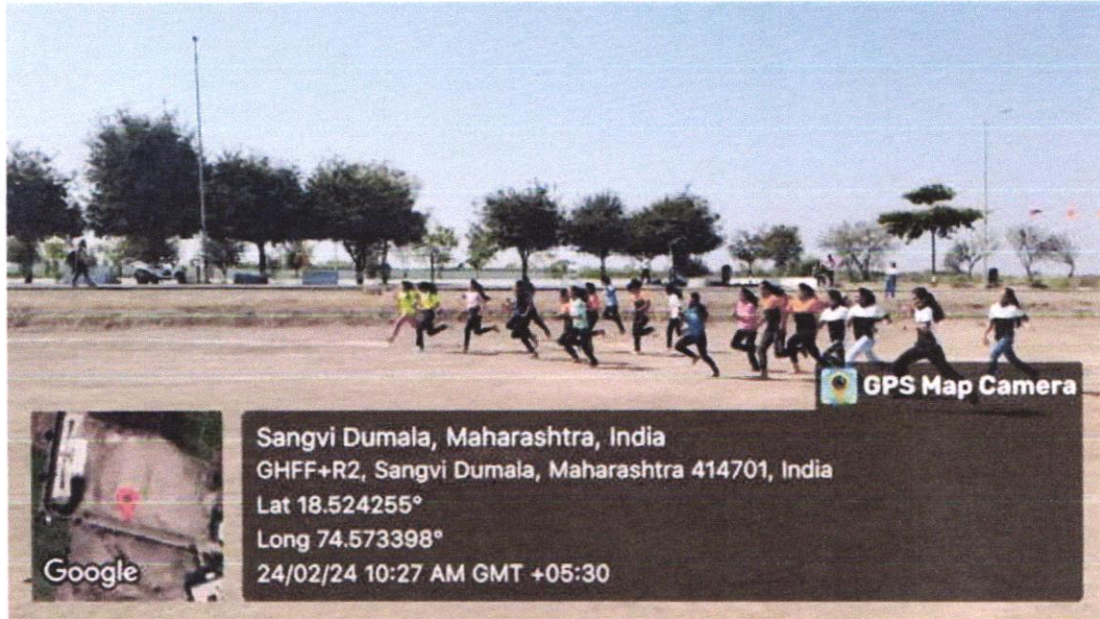 GPS Map Camera
Sangvi Dumala, Maharashtra, India
GHFF+R2, Sangvi Dumala, Maharashtra 414701, India
Lat 18.524255°
Long 74.573398°
24/02/24 10:27 AM GMT +05:30
Google